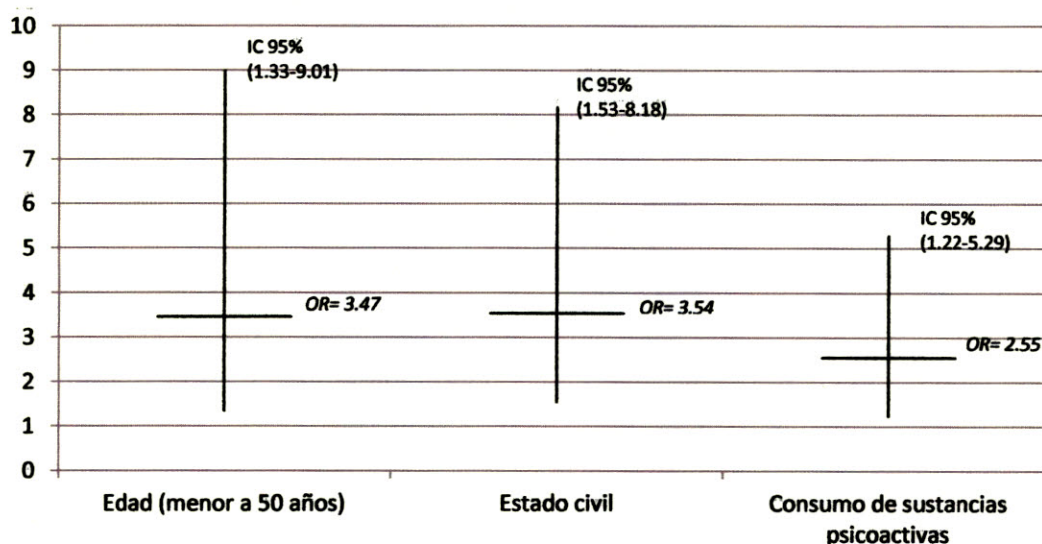 10
9
8
7
6
5
4
3
2
1
0
IC 95%
(1.33-9.01)
OR= 3.47
IC 95%
(1.53-8.18)
OR= 3.54
IC 95%
(1.22-5.29)
OR= 2.55
Edad (menor a 50 años)
Estado civil
Consumo de sustancias
psicoactivas